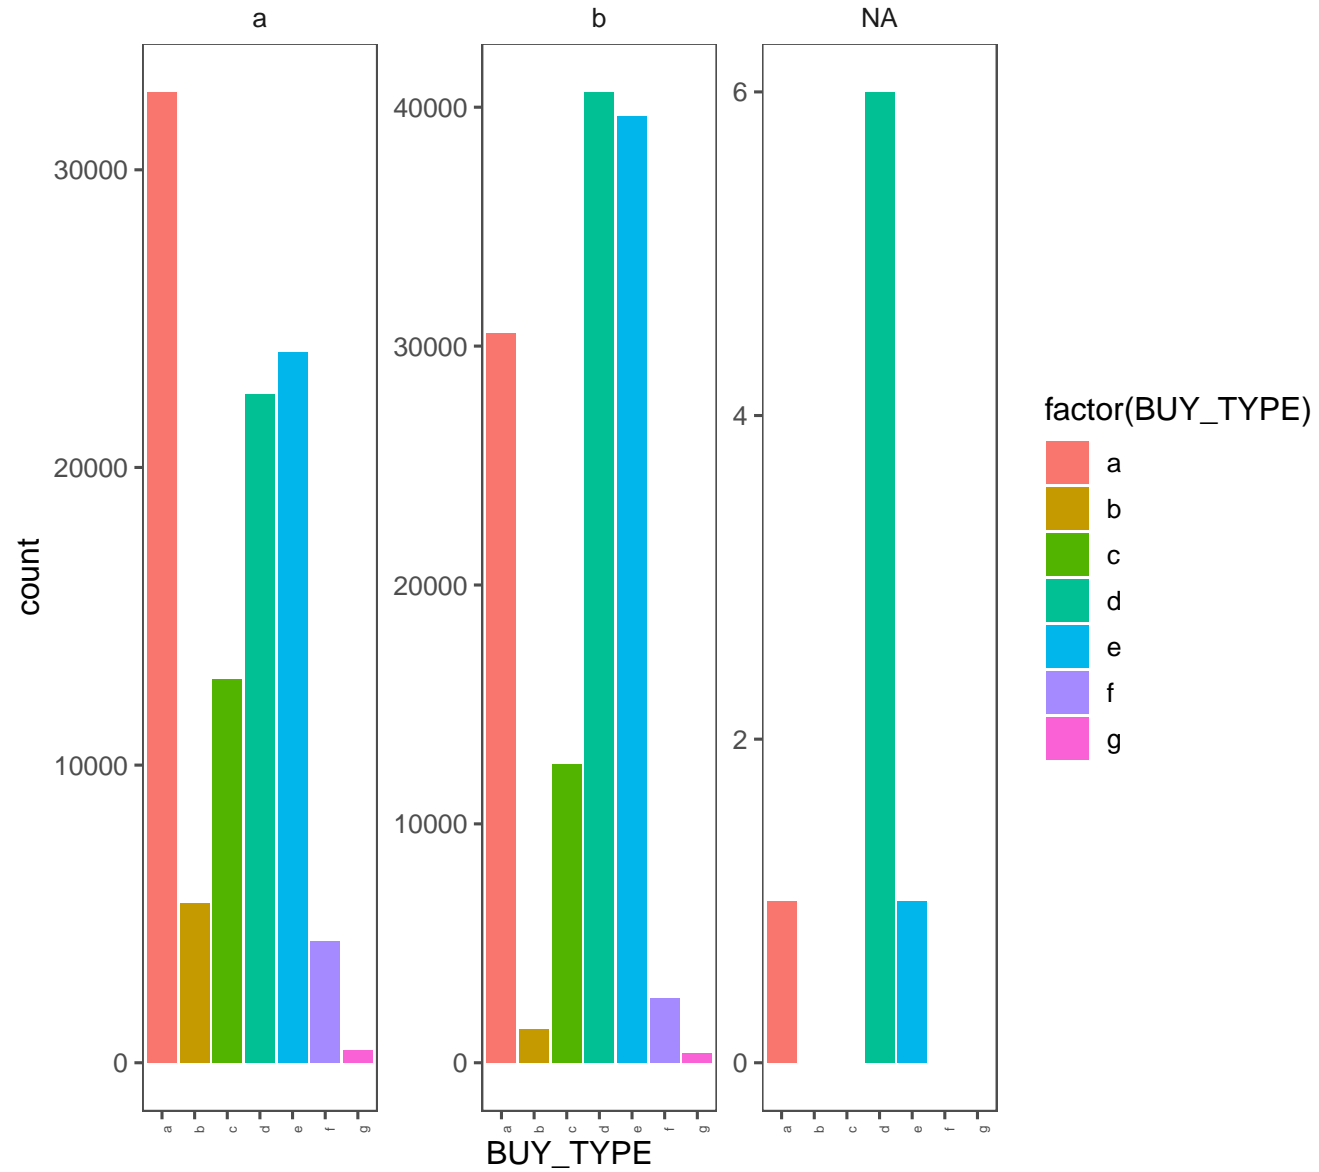 a b NA
30000
20000
10000
0
40000
30000
20000
10000
0
6
4
2
0
count
a b c d e f g
a b c d e f g
a b c d e f g
BUY_TYPE
factor(BUY_TYPE)
a
b
c
d
e
f
g